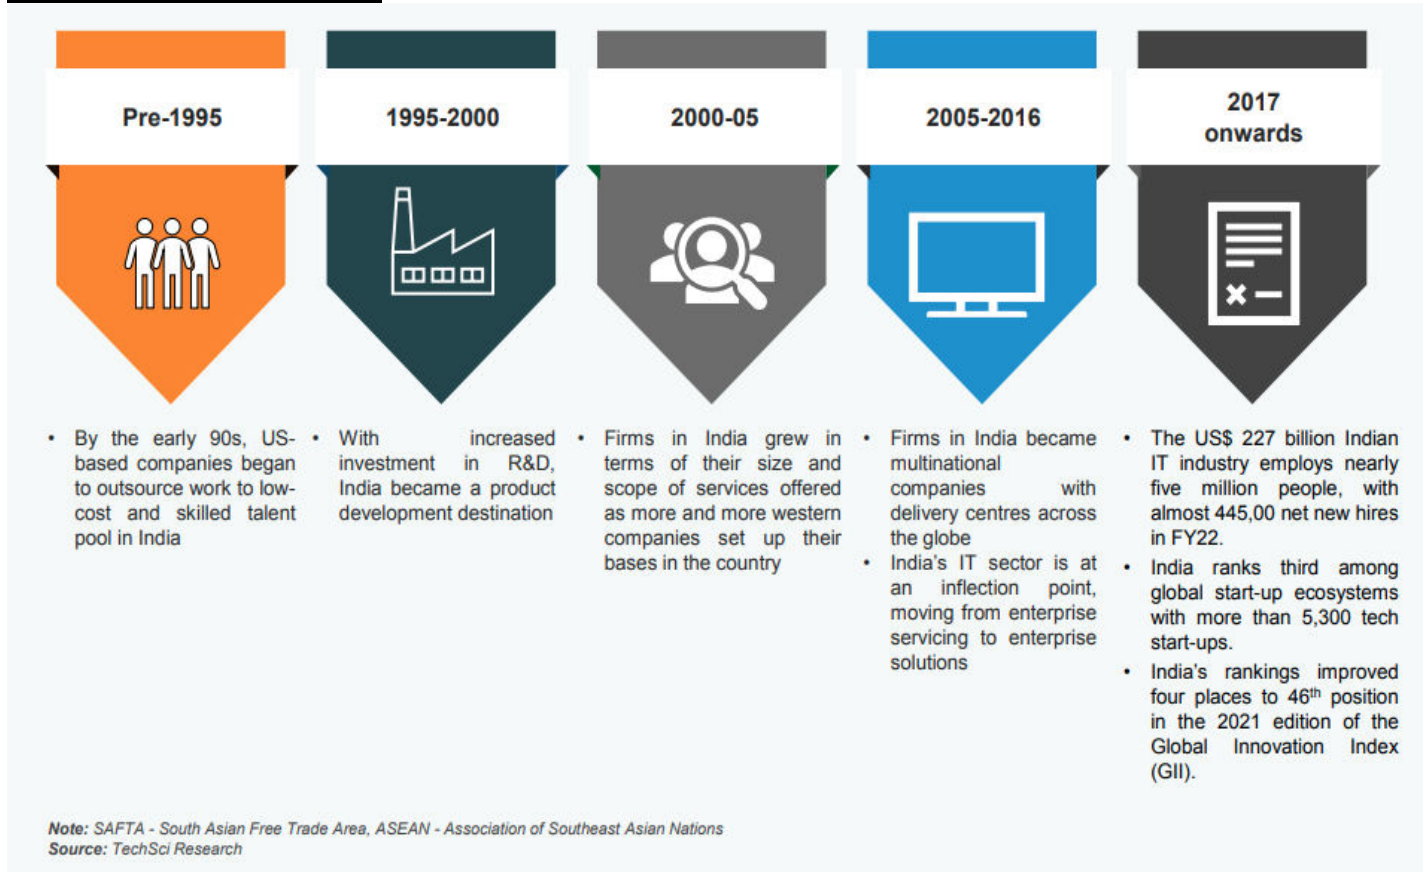 Pre-1995
1995-2000
2000-05
2005-2016
2017
onwards
• By the early 90s, US-
based companies began
to outsource work to low-
cost and skilled talent
pool in India
• With increased
investment in R&D,
India became a product
development destination
• Firms in India grew in
terms of their size and
scope of services offered
as more and more western
companies set up their
bases in the country
• Firms in India became
multinational
companies with
delivery centres across
the globe
• India's IT sector is at
an inflection point,
moving from enterprise
servicing to enterprise
solutions
• The US$ 227 billion Indian
IT industry employs nearly
five million people, with
almost 445,00 net new hires
in FY22.
• India ranks third among
global start-up ecosystems
with more than 5,300 tech
start-ups.
• India's rankings improved
four places to 46th position
in the 2021 edition of the
Global Innovation Index
(GII).
Note: SAFTA - South Asian Free Trade Area, ASEAN - Association of Southeast Asian Nations
Source: TechSci Research